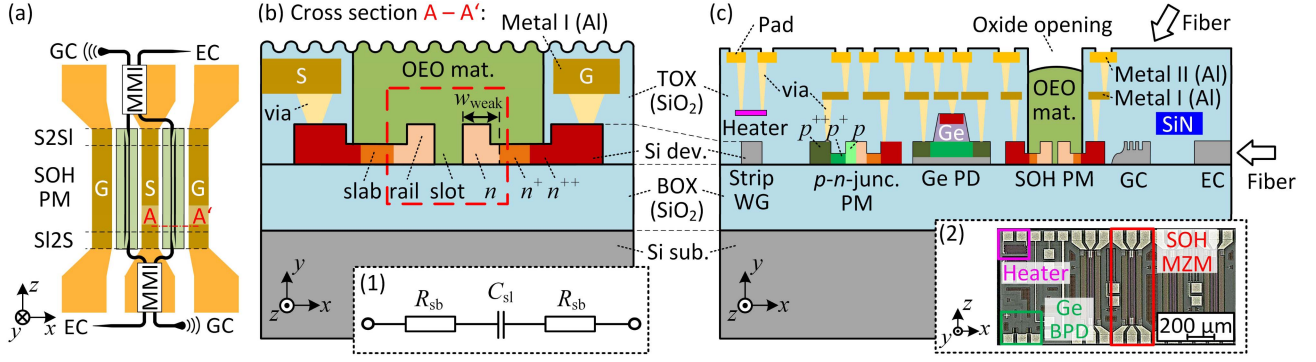 (a)
GC
EC
MMI
S2Sl
SOH
PM
Sl2S
G
S
G
A
A‘
MMI
EC
GC
z
y
x
(b) Cross section A – A‘:
Metal I (Al)
S
OEO mat.
G
via
w_weak
slab
rail
slot
n
n⁺
n⁺⁺
TOX
(SiO₂)
Si dev.
BOX
(SiO₂)
Si sub.
y
z
x
(1)
R_sb
C_sl
R_sb
(c)
Fiber
Pad
Oxide opening
via
OEO
mat.
Metal II (Al)
Metal I (Al)
SiN
Heater
p⁺⁺
p⁺
p
Ge
Strip
WG
p-n-junc.
PM
Ge PD
SOH PM
GC
EC
Fiber
y
z
x
(2)
Heater
SOH
MZM
Ge
BPD
200 µm
z
y
x